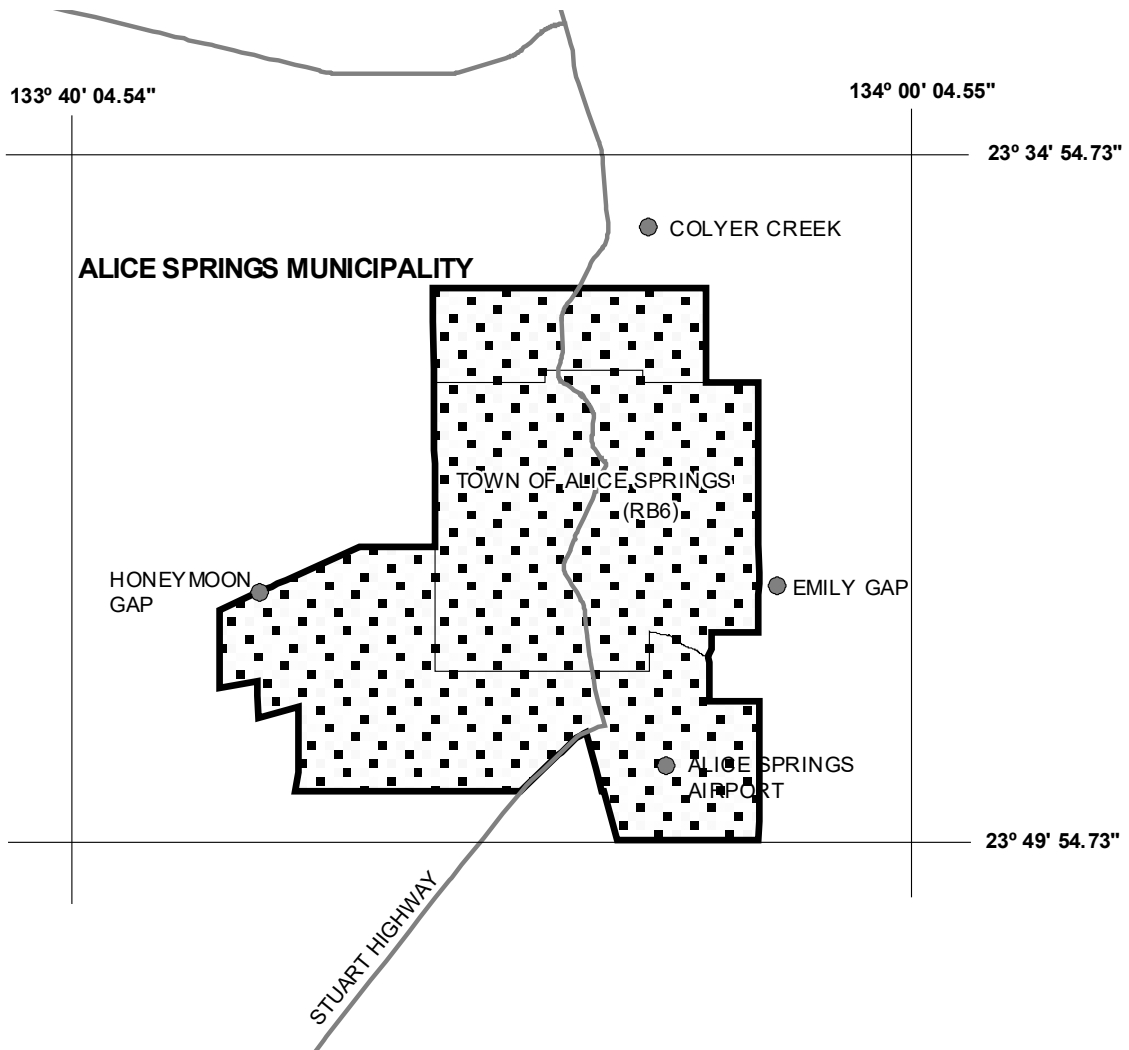 133º 40' 04.54"
134º 00' 04.55"
23º 34' 54.73"
COLYER CREEK
ALICE SPRINGS MUNICIPALITY
TOWN OF ALICE SPRINGS
(RB6)
HONEYMOON
GAP
EMILY GAP
ALICE SPRINGS
AIRPORT
23º 49' 54.73"
STUART HIGHWAY